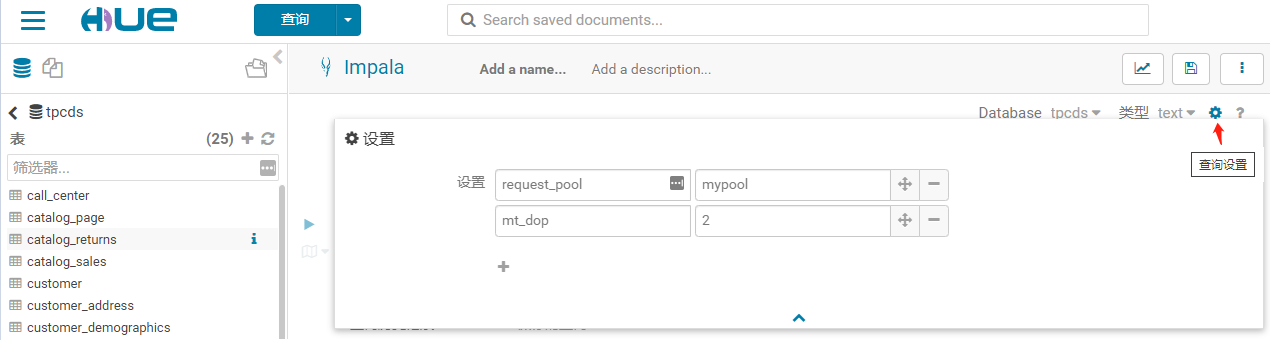 HUE
查询
Search saved documents...
Impala
Add a name...
Add a description...
tpcds
Database tpcds
类型 text
?
表
(25)
设置
查询设置
筛选器...
设置
request_pool
mypool
mt_dop
2
call_center
catalog_page
catalog_returns
catalog_sales
customer
customer_address
customer_demographics